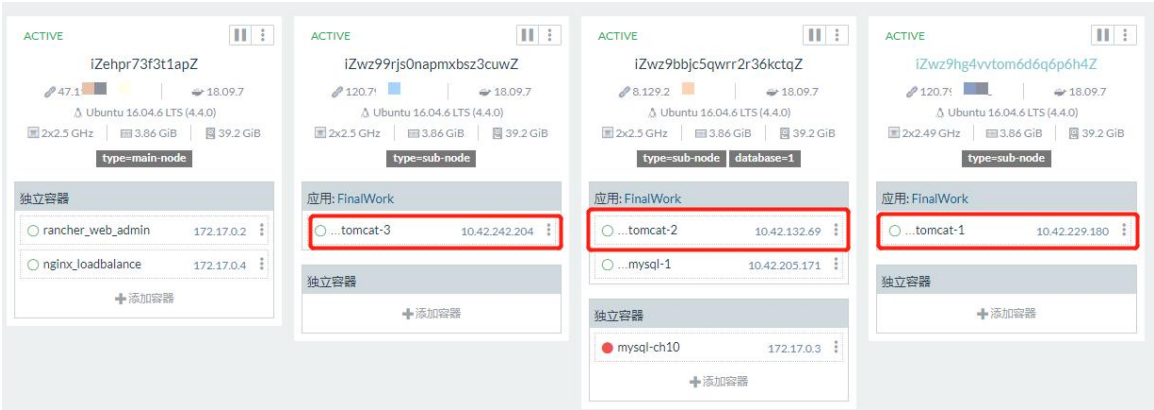 ACTIVE
iZehpr73f3t1apZ
47.1 18.09.7
Ubuntu 16.04.6 LTS (4.4.0)
2x2.5 GHz 3.86 GiB 39.2 GiB
type=main-node
独立容器
rancher_web_admin 172.17.0.2
nginx_loadbalance 172.17.0.4
添加容器
ACTIVE
iZwz99rjs0napmxbsz3cuwZ
120.7 18.09.7
Ubuntu 16.04.6 LTS (4.4.0)
2x2.5 GHz 3.86 GiB 39.2 GiB
type=sub-node
应用: FinalWork
...tomcat-3 10.42.242.204
独立容器
添加容器
ACTIVE
iZwz9bbjc5qwrr2r36kctqZ
8.129.2 18.09.7
Ubuntu 16.04.6 LTS (4.4.0)
2x2.5 GHz 3.86 GiB 39.2 GiB
type=sub-node database=1
应用: FinalWork
...tomcat-2 10.42.132.69
...mysql-1 10.42.205.171
独立容器
mysql-ch10 172.17.0.3
添加容器
ACTIVE
iZwz9hg4vvtom6d6q6p6h4Z
120.7 18.09.7
Ubuntu 16.04.6 LTS (4.4.0)
2x2.49 GHz 3.86 GiB 39.2 GiB
type=sub-node
应用: FinalWork
...tomcat-1 10.42.229.180
独立容器
添加容器